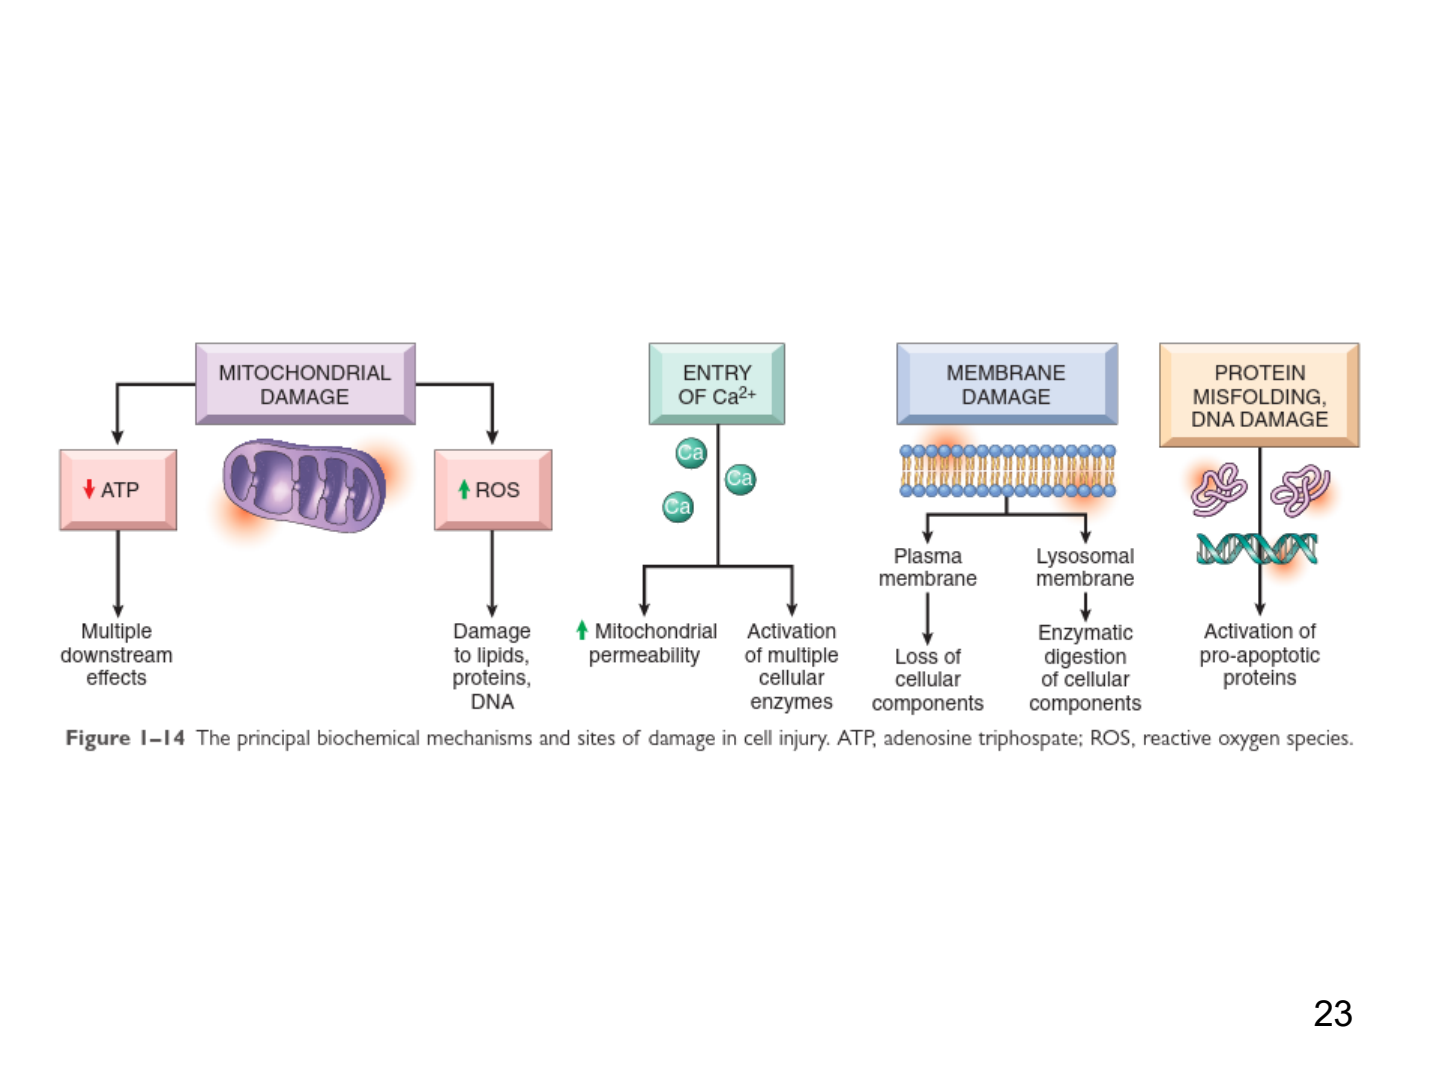 MITOCHONDRIAL
DAMAGE
↓ ATP
↑ ROS
Multiple
downstream
effects
Damage
to lipids,
proteins,
DNA
ENTRY
OF Ca2+
Ca
Ca
Ca
↑ Mitochondrial
permeability
Activation
of multiple
cellular
enzymes
MEMBRANE
DAMAGE
Plasma
membrane
Loss of
cellular
components
Lysosomal
membrane
Enzymatic
digestion
of cellular
components
PROTEIN
MISFOLDING,
DNA DAMAGE
Activation of
pro-apoptotic
proteins
Figure 1–14 The principal biochemical mechanisms and sites of damage in cell injury. ATP, adenosine triphospate; ROS, reactive oxygen species.
23